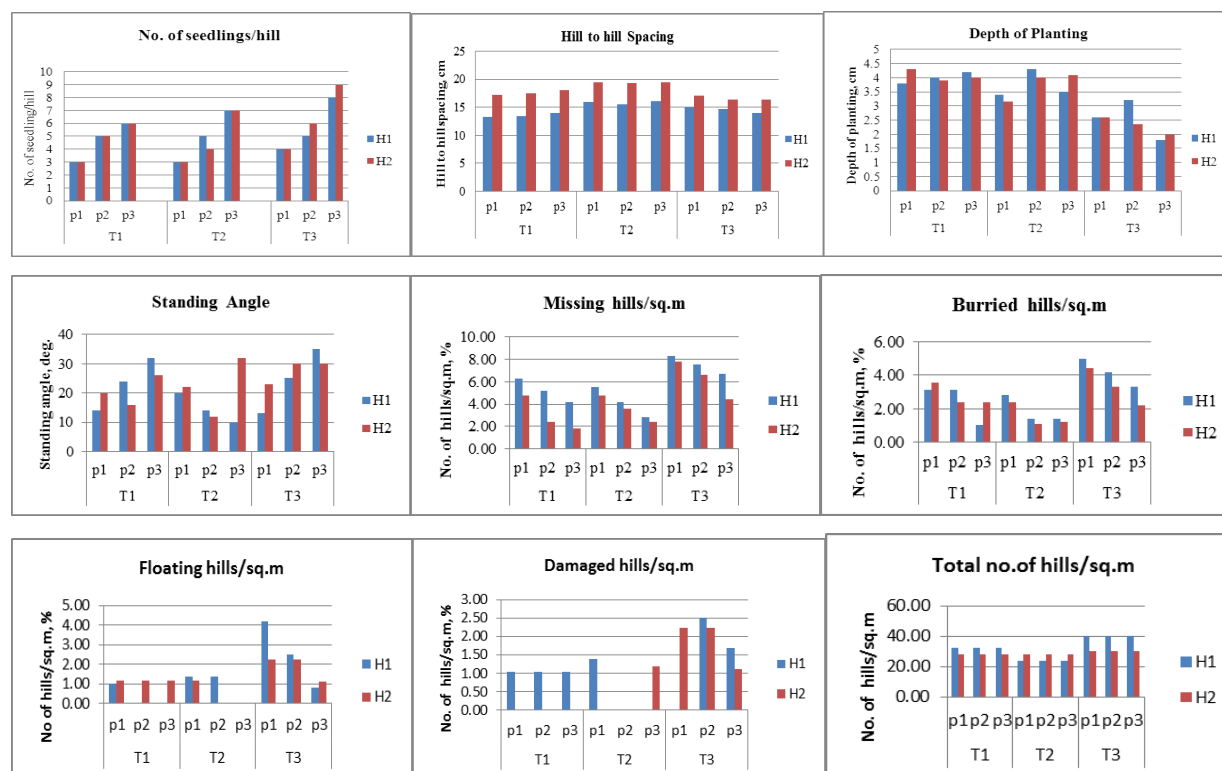 No. of seedlings/hill
No. of seedling/hill
10
9
8
7
6
5
4
3
2
1
0
p1 p2 p3 p1 p2 p3 p1 p2 p3
T1 T2 T3
H1
H2
Hill to hill Spacing
Hill to hill spacing, cm
25
20
15
10
5
0
p1 p2 p3 p1 p2 p3 p1 p2 p3
T1 T2 T3
H1
H2
Depth of Planting
Depth of planting, cm
5
4.5
4
3.5
3
2.5
2
1.5
1
0.5
0
p1 p2 p3 p1 p2 p3 p1 p2 p3
T1 T2 T3
H1
H2
Standing Angle
Standing angle, deg.
40
30
20
10
0
p1 p2 p3 p1 p2 p3 p1 p2 p3
T1 T2 T3
H1
H2
Missing hills/sq.m
No. of hills/sq.m, %
10.00
8.00
6.00
4.00
2.00
0.00
p1 p2 p3 p1 p2 p3 p1 p2 p3
T1 T2 T3
H1
H2
Burried hills/sq.m
No. of hills/sq.m, %
6.00
4.00
2.00
0.00
p1 p2 p3 p1 p2 p3 p1 p2 p3
T1 T2 T3
H1
H2
Floating hills/sq.m
No of hills/sq.m, %
5.00
4.00
3.00
2.00
1.00
0.00
p1 p2 p3 p1 p2 p3 p1 p2 p3
T1 T2 T3
H1
H2
Damaged hills/sq.m
No. of hills/sq.m, %
3.00
2.50
2.00
1.50
1.00
0.50
0.00
p1 p2 p3 p1 p2 p3 p1 p2 p3
T1 T2 T3
H1
H2
Total no.of hills/sq.m
No. of hills/sq.m
60.00
40.00
20.00
0.00
p1 p2 p3 p1 p2 p3 p1 p2 p3
T1 T2 T3
H1
H2